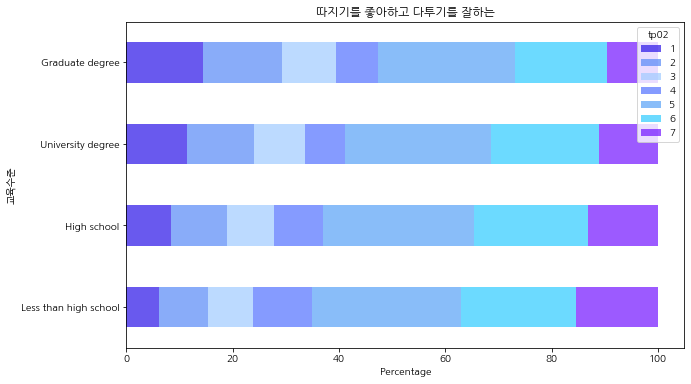 따지기를 좋아하고 다투기를 잘하는
tp02
1
2
3
4
5
6
7
교육수준
Graduate degree
University degree
High school
Less than high school
0 20 40 60 80 100
Percentage